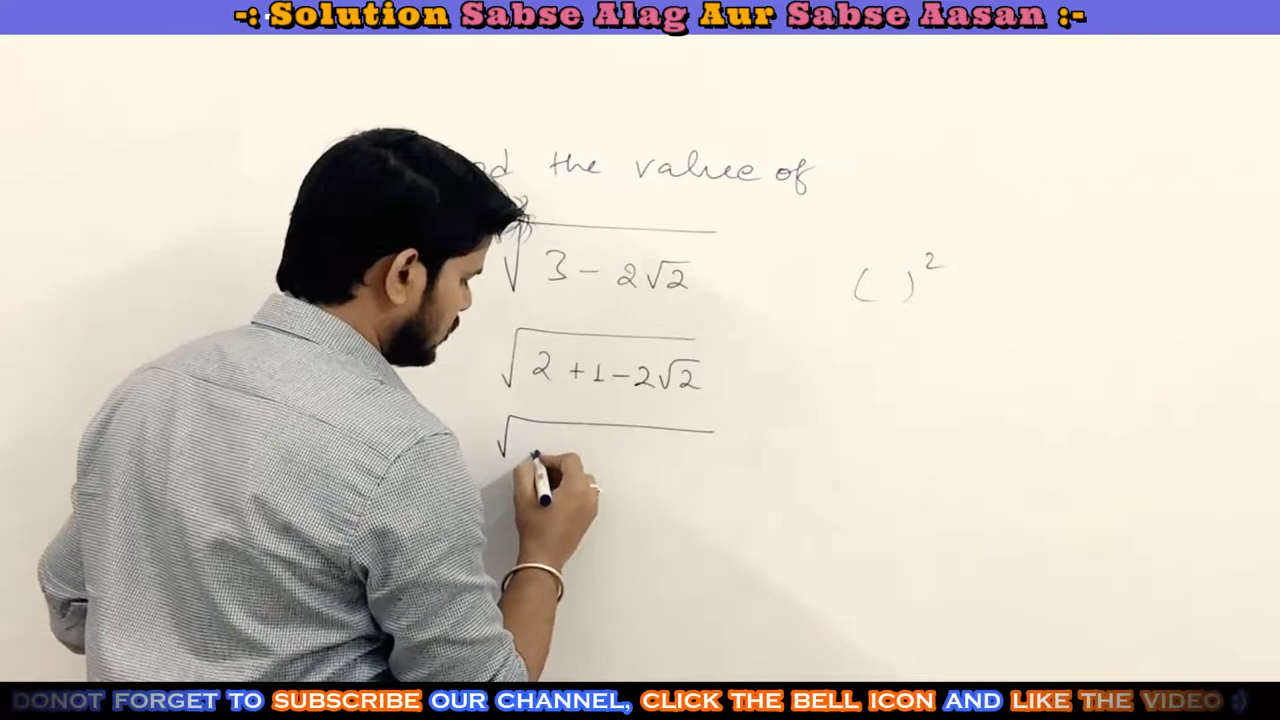 -: Solution Sabse Alag Aur Sabse Aasan :-
the value of
√3 - 2√2
( )²
√2 + 1 - 2√2
√
DONOT FORGET TO SUBSCRIBE OUR CHANNEL, CLICK THE BELL ICON AND LIKE THE VIDEO :)